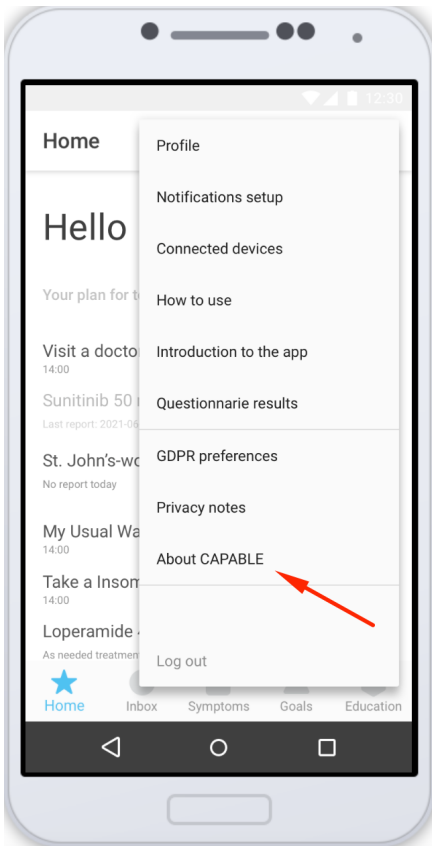 12:30
Home
Hello
Your plan for
Visit a docto
14:00
Sunitinib 50
Last report: 2021-06
St. John's-wo
No report today
My Usual Wa
14:00
Take a Insom
14:00
Loperamide
As needed treatmen
Profile
Notifications setup
Connected devices
How to use
Introduction to the app
Questionnarie results
GDPR preferences
Privacy notes
About CAPABLE
Log out
Home Inbox Symptoms Goals Education